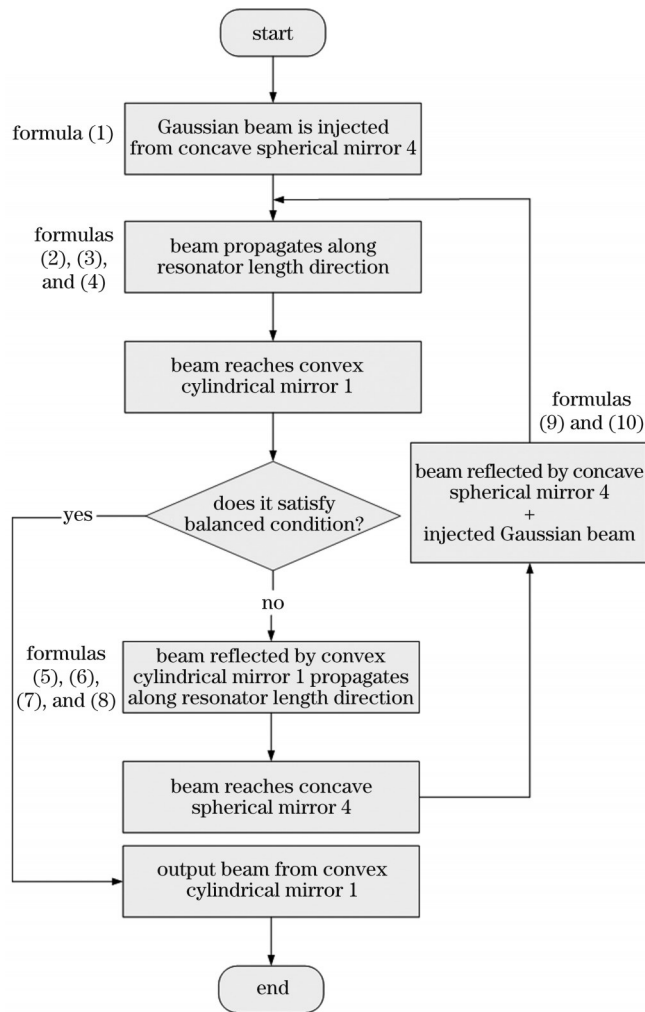 start
formula (1)
Gaussian beam is injected
from concave spherical mirror 4
formulas
(2), (3),
and (4)
beam propagates along
resonator length direction
beam reaches convex
cylindrical mirror 1
formulas
(9) and (10)
beam reflected by concave
spherical mirror 4
+
injected Gaussian beam
does it satisfy
balanced condition?
yes
no
formulas
(5), (6),
(7), and (8)
beam reflected by convex
cylindrical mirror 1 propagates
along resonator length direction
beam reaches concave
spherical mirror 4
output beam from convex
cylindrical mirror 1
end